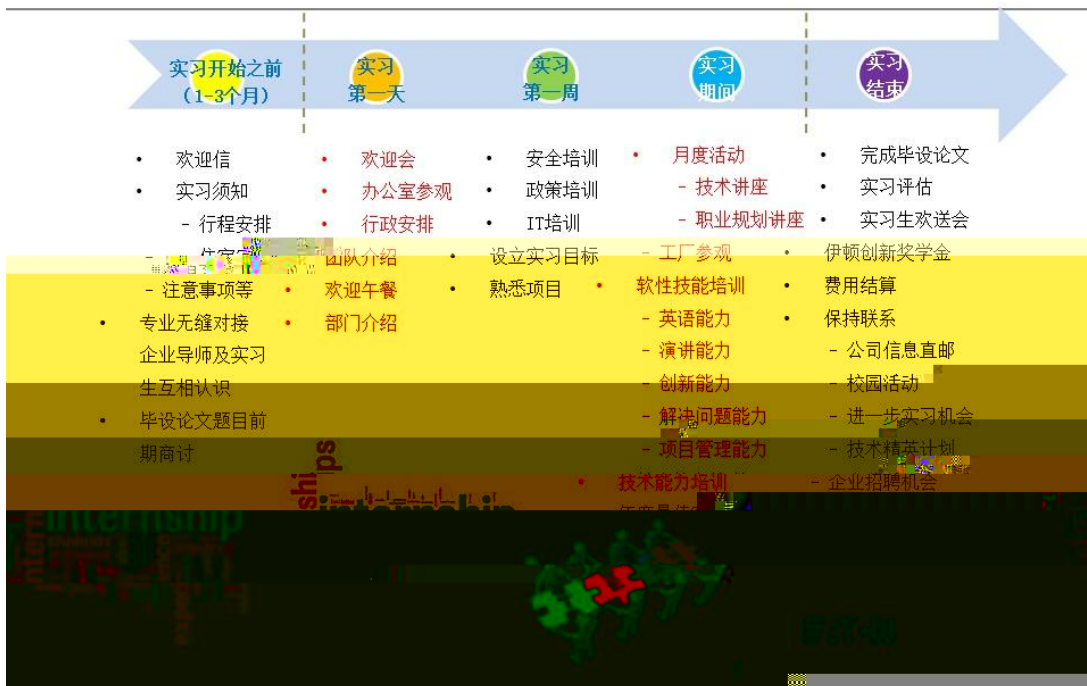 实习开始之前
(1-3个月)
实习
第一天
实习
第一周
实习
期间
实习
结束
• 欢迎信
• 实习须知
- 行程安排
- 注意事项等
• 专业无缝对接
企业导师及实习
生互相认识
• 毕设论文题目前
期商讨
• 欢迎会
• 办公室参观
• 行政安排
团队介绍
• 欢迎午餐
• 部门介绍
• 安全培训
• 政策培训
• IT培训
• 设立实习目标
• 熟悉项目
• 月度活动
- 技术讲座
- 职业规划讲座
- 工厂参观
• 软性技能培训
- 英语能力
- 演讲能力
- 创新能力
- 解决问题能力
- 项目管理能力
• 技术能力培训
• 完成毕设论文
• 实习评估
• 实习生欢送会
• 伊顿创新奖学金
• 费用结算
• 保持联系
- 公司信息直邮
- 校园活动
- 进一步实习机会
- 技术精英计划
- 企业招聘机会
ships
internship
internship
intern